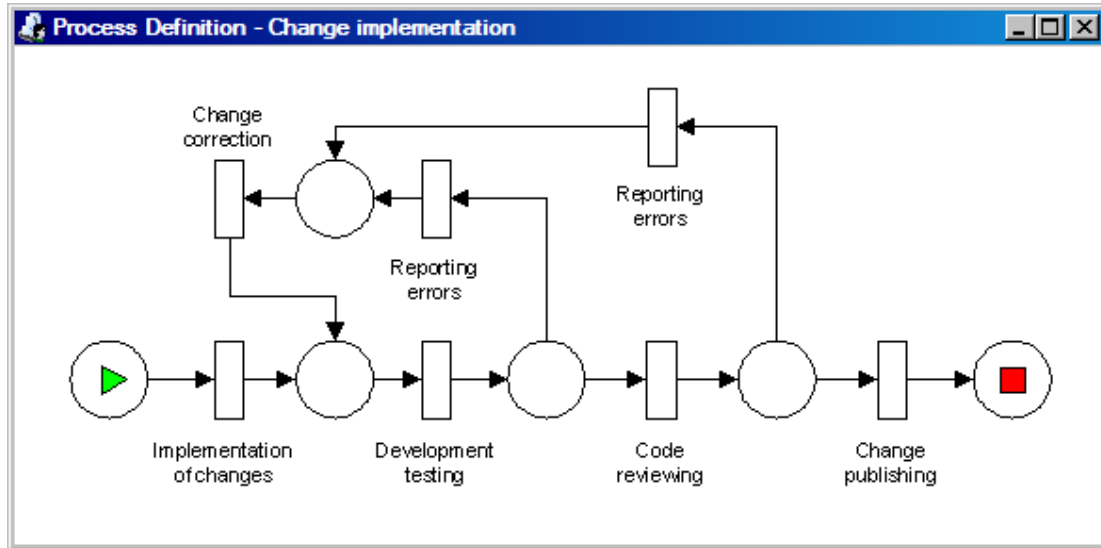 Process Definition - Change implementation
Change
correction
Reporting
errors
Reporting
errors
Implementation
of changes
Development
testing
Code
reviewing
Change
publishing